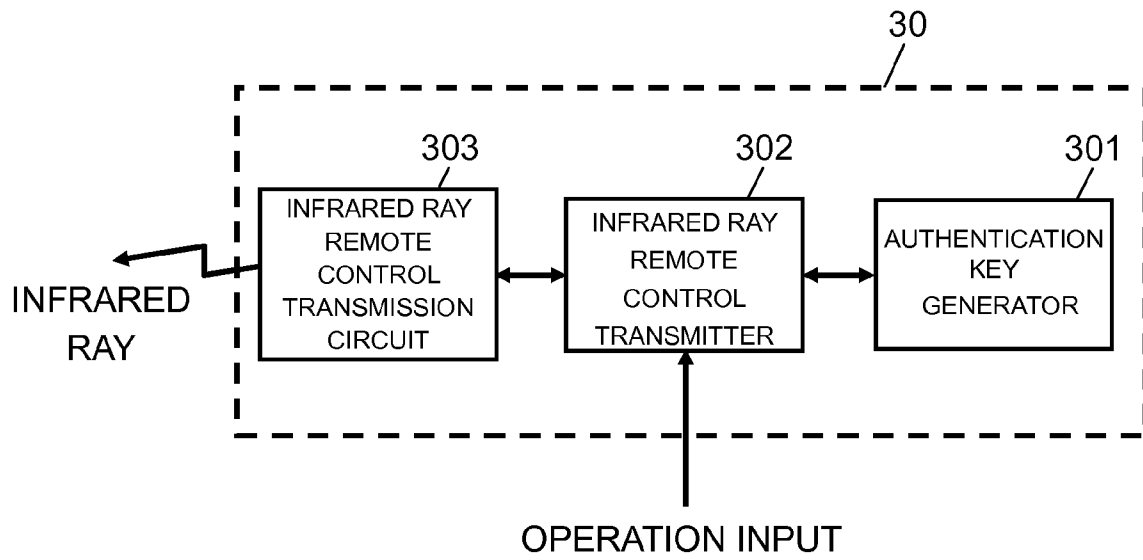 30
303
302
301
INFRARED RAY
REMOTE
CONTROL
TRANSMISSION
CIRCUIT
INFRARED RAY
REMOTE
CONTROL
TRANSMITTER
AUTHENTICATION
KEY
GENERATOR
INFRARED
RAY
OPERATION INPUT